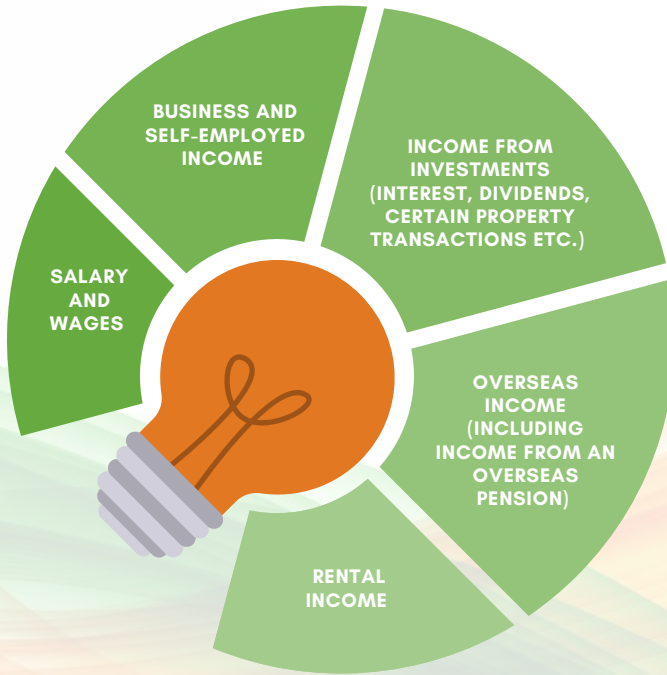 BUSINESS AND
SELF-EMPLOYED
INCOME
INCOME FROM
INVESTMENTS
(INTEREST, DIVIDENDS,
CERTAIN PROPERTY
TRANSACTIONS ETC.)
SALARY
AND
WAGES
OVERSEAS
INCOME
(INCLUDING
INCOME FROM AN
OVERSEAS
PENSION)
RENTAL
INCOME